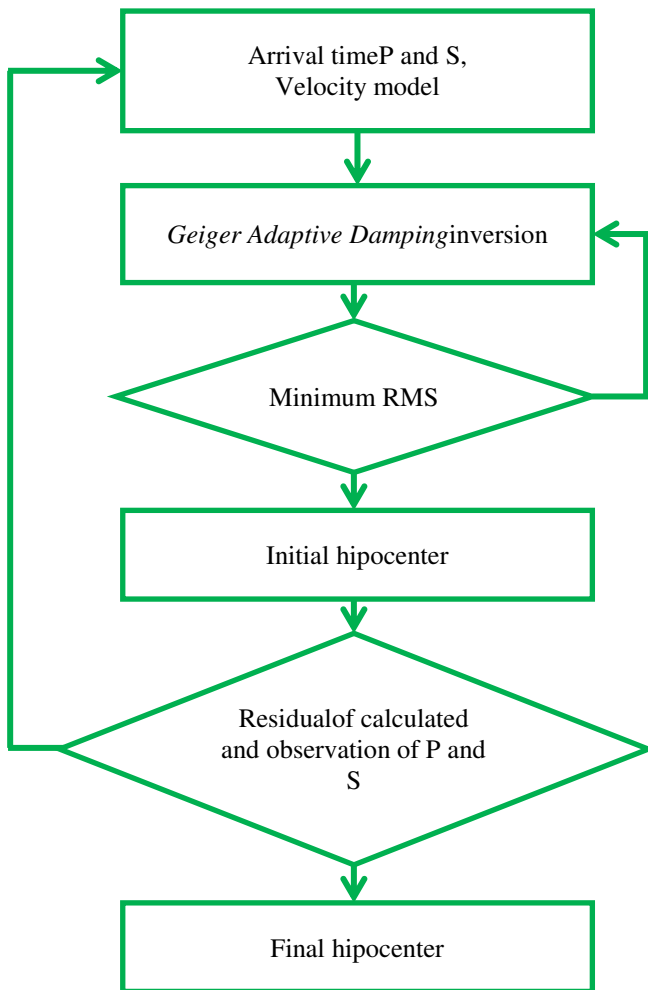 Arrival timeP and S,
Velocity model
Geiger Adaptive Dampinginversion
Minimum RMS
Initial hipocenter
Residualof calculated
and observation of P and
S
Final hipocenter